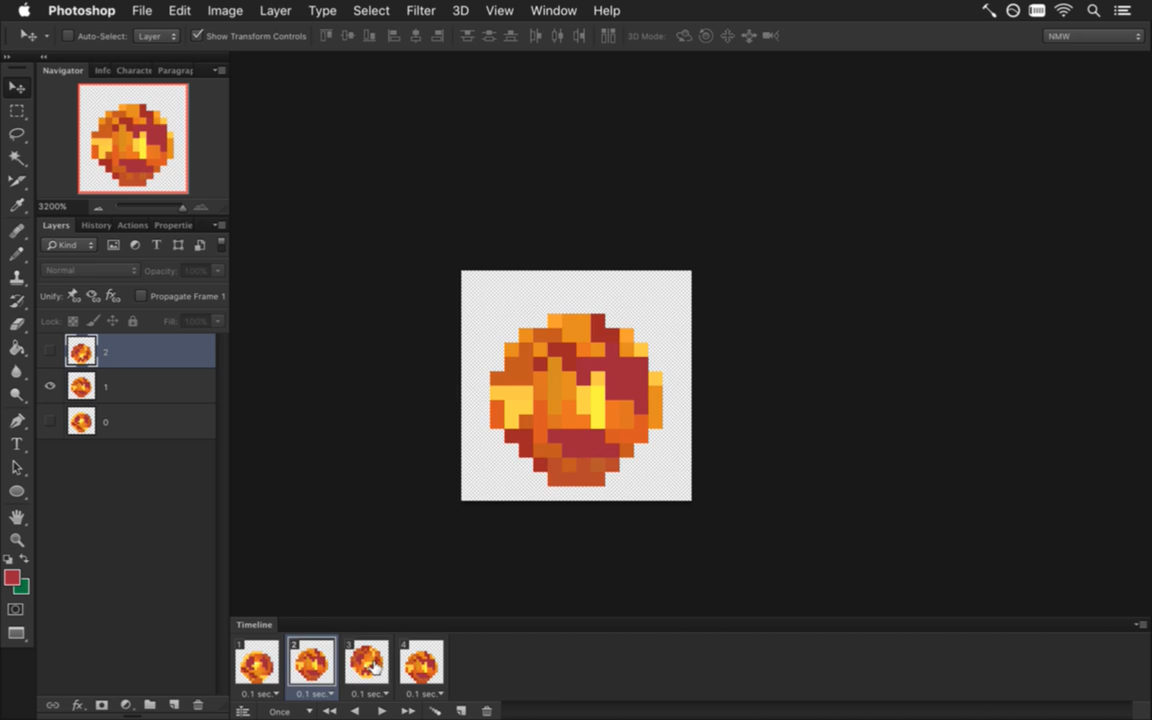 Photoshop File Edit Image Layer Type Select Filter 3D View Window Help
Auto-Select: Layer Show Transform Controls 3D Mode: NMW
Navigator Info Characte Paragrap
3200%
Layers History Actions Propertie
Kind
Normal Opacity: 100%
Unify: Propagate Frame 1
Lock: Fill: 100%
2
1
0
Timeline
1 2 3 4
0.1 sec. 0.1 sec. 0.1 sec. 0.1 sec.
Once